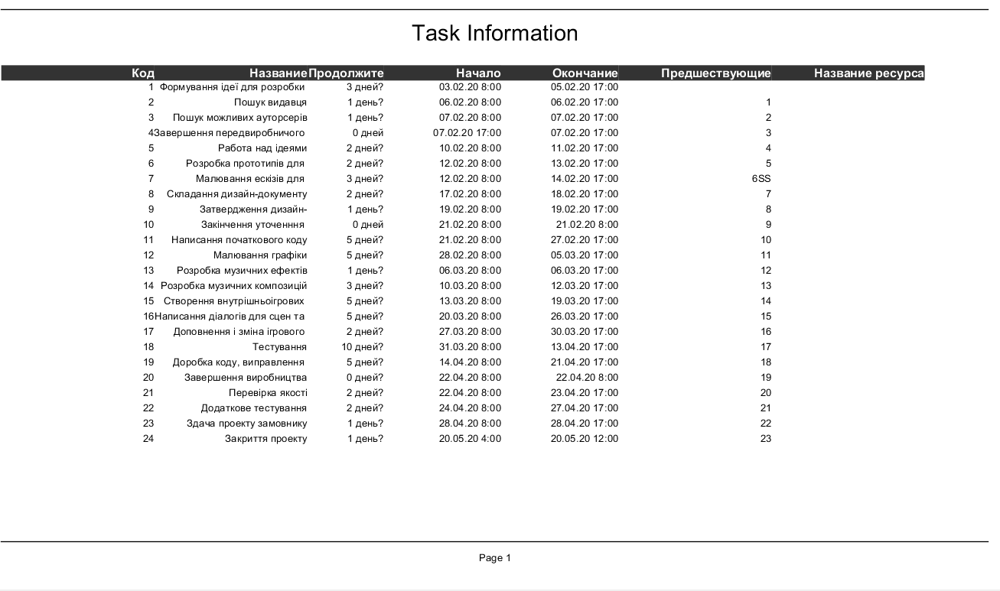 Task Information
Код Название Продолжите Начало Окончание Предшествующие Название ресурса
1 Формування ідеї для розробки 3 дней? 03.02.20 8:00 05.02.20 17:00
2 Пошук видавця 1 день? 06.02.20 8:00 06.02.20 17:00 1
3 Пошук можливих ауторсерів 1 день? 07.02.20 8:00 07.02.20 17:00 2
4 Завершення передвиробничого 0 дней 07.02.20 17:00 07.02.20 17:00 3
5 Работа над ідеями 2 дней? 10.02.20 8:00 11.02.20 17:00 4
6 Розробка прототипів для 2 дней? 12.02.20 8:00 13.02.20 17:00 5
7 Малювання ескізів для 3 дней? 12.02.20 8:00 14.02.20 17:00 6SS
8 Складання дизайн-документу 2 дней? 17.02.20 8:00 18.02.20 17:00 7
9 Затвердження дизайн- 1 день? 19.02.20 8:00 19.02.20 17:00 8
10 Закінчення уточенння 0 дней 21.02.20 8:00 21.02.20 8:00 9
11 Написання початкового коду 5 дней? 21.02.20 8:00 27.02.20 17:00 10
12 Малювання графіки 5 дней? 28.02.20 8:00 05.03.20 17:00 11
13 Розробка музичних ефектів 1 день? 06.03.20 8:00 06.03.20 17:00 12
14 Розробка музичних композицій 3 дней? 10.03.20 8:00 12.03.20 17:00 13
15 Створення внутрішньоігрових 5 дней? 13.03.20 8:00 19.03.20 17:00 14
16 Написання діалогів для сцен та 5 дней? 20.03.20 8:00 26.03.20 17:00 15
17 Доповнення і зміна ігрового 2 дней? 27.03.20 8:00 30.03.20 17:00 16
18 Тестування 10 дней? 31.03.20 8:00 13.04.20 17:00 17
19 Доробка коду, виправлення 5 дней? 14.04.20 8:00 21.04.20 17:00 18
20 Завершення виробництва 0 дней? 22.04.20 8:00 22.04.20 8:00 19
21 Перевірка якості 2 дней? 22.04.20 8:00 23.04.20 17:00 20
22 Додаткове тестування 2 дней? 24.04.20 8:00 27.04.20 17:00 21
23 Здача проекту замовнику 1 день? 28.04.20 8:00 28.04.20 17:00 22
24 Закриття проекту 1 день? 20.05.20 4:00 20.05.20 12:00 23
Page 1